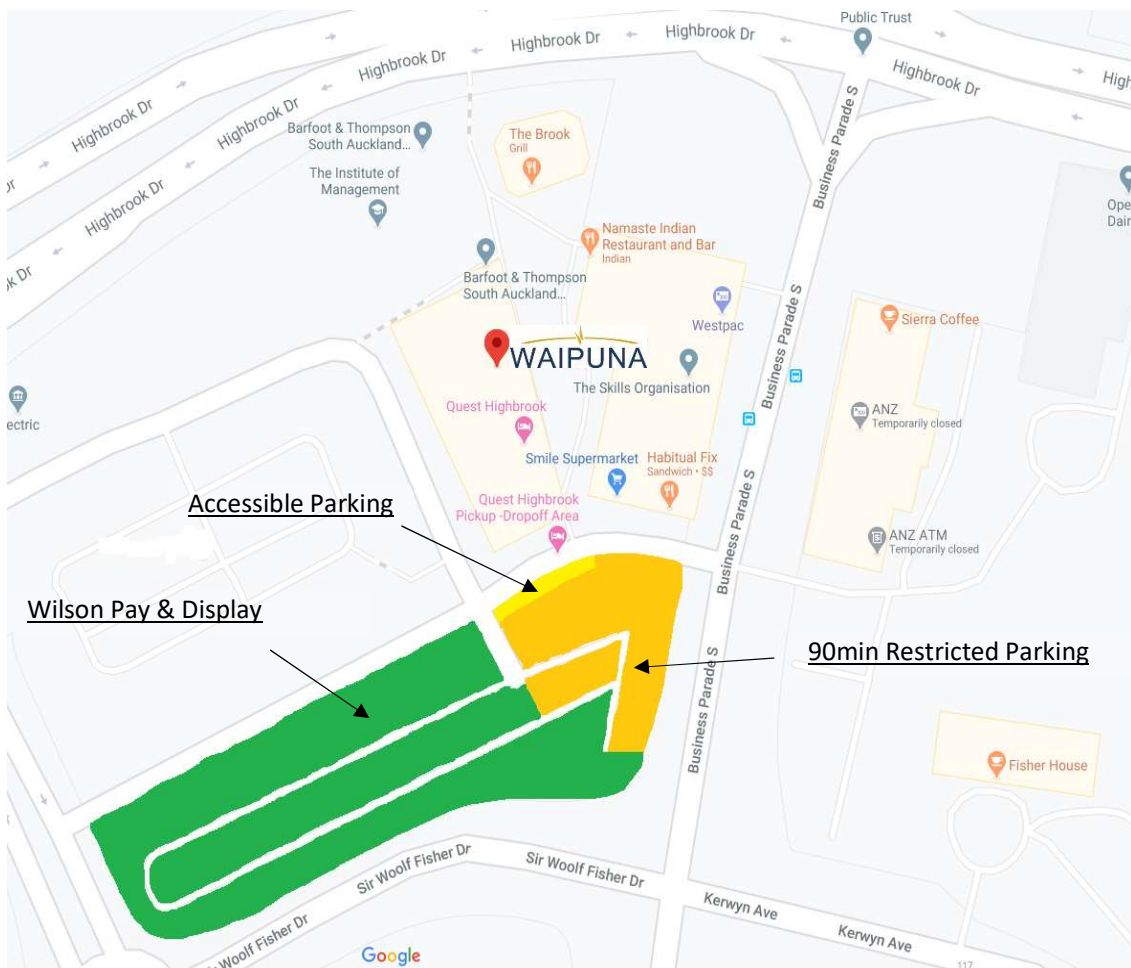 Public Trust
Highbrook Dr
Highbrook Dr
Highbrook Dr
Highbrook Dr
Highbrook Dr
High
Highbrook Dr
Highbrook Dr
Highbrook Dr
Barfoot & Thompson
South Auckland...
The Brook
Grill
The Institute of
Management
Business Parade S
Ope
Dair
Namaste Indian
Restaurant and Bar
Indian
Barfoot & Thompson
South Auckland...
Westpac
Sierra Coffee
WAIPUNA
The Skills Organisation
Business Parade S
ectric
Quest Highbrook
ANZ
Temporarily closed
Smile Supermarket
Habitual Fix
Sandwich • $$
Accessible Parking
Quest Highbrook
Pickup -Dropoff Area
Business Parade S
ANZ ATM
Temporarily closed
Wilson Pay & Display
90min Restricted Parking
Business Parade S
Fisher House
Sir Woolf Fisher Dr
Sir Woolf Fisher Dr
Kerwyn Ave
Sir Woolf Fisher Dr
Kerwyn Ave
Google
117